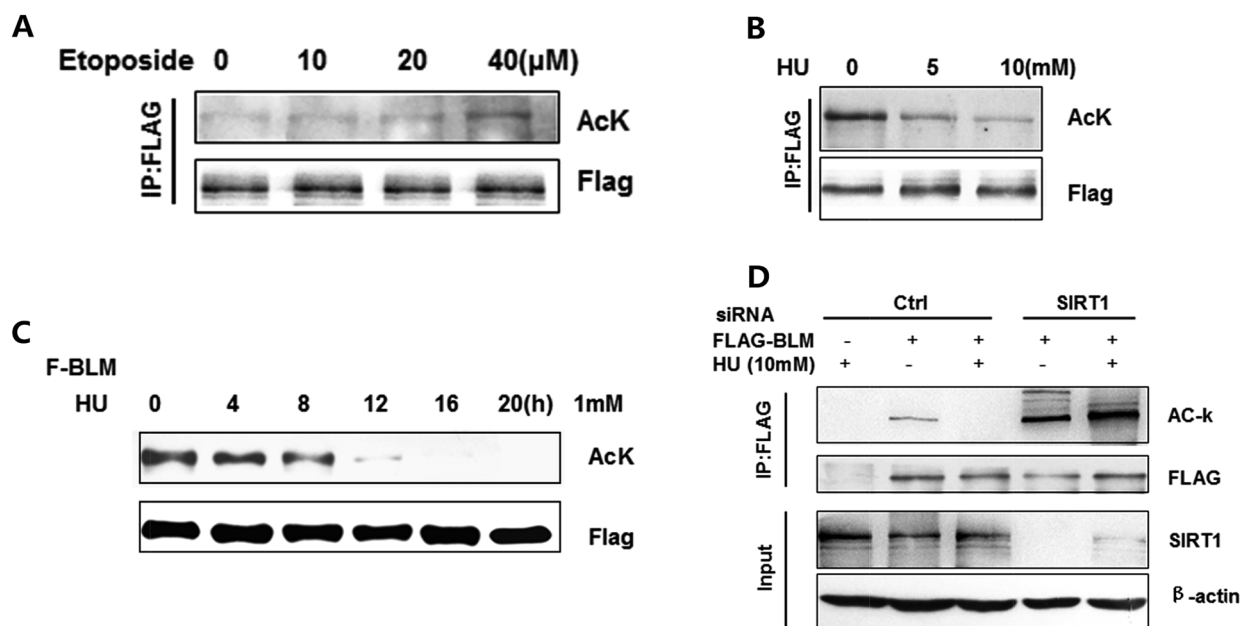 A
Etoposide 0 10 20 40(μM)
IP:FLAG
AcK
Flag
B
HU 0 5 10(mM)
IP:FLAG
AcK
Flag
C
F-BLM
HU 0 4 8 12 16 20(h) 1mM
AcK
Flag
D
siRNA Ctrl SIRT1
FLAG-BLM - + + + +
HU (10mM) + - + - +
IP:FLAG
AC-k
FLAG
Input
SIRT1
β-actin